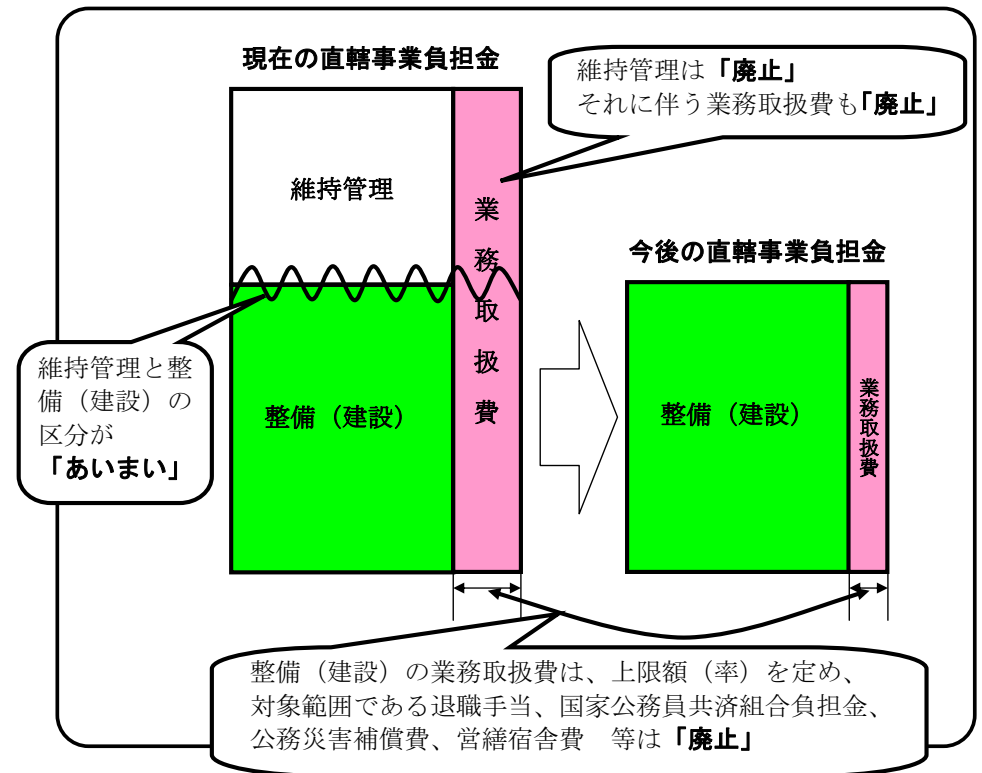 現在の直轄事業負担金
維持管理は「廃止」
それに伴う業務取扱費も「廃止」
維持管理
業務取扱費
今後の直轄事業負担金
維持管理と整
備（建設）の
区分が
「あいまい」
整備（建設）
整備（建設）
業務取扱費
整備（建設）の業務取扱費は、上限額（率）を定め、
対象範囲である退職手当、国家公務員共済組合負担金、
公務災害補償費、営繕宿舎費　等は「廃止」